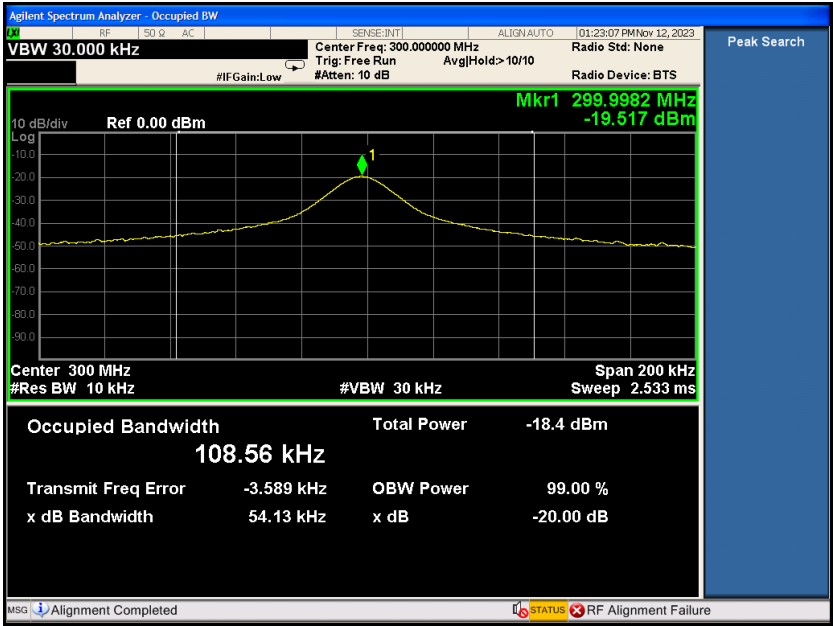 Agilent Spectrum Analyzer - Occupied BW
LXI RF 50 Ω AC SENSE:INT ALIGN AUTO 01:23:07 PM Nov 12, 2023
VBW 30.000 kHz
Center Freq: 300.000000 MHz
Radio Std: None
Trig: Free Run Avg|Hold:>10/10
#IFGain:Low
#Atten: 10 dB
Radio Device: BTS
Peak Search
Mkr1 299.9982 MHz
-19.517 dBm
10 dB/div Ref 0.00 dBm
Log
-10.0
1
-20.0
-30.0
-40.0
-50.0
-60.0
-70.0
-80.0
-90.0
Center 300 MHz Span 200 kHz
#Res BW 10 kHz #VBW 30 kHz Sweep 2.533 ms
Occupied Bandwidth Total Power -18.4 dBm
108.56 kHz
Transmit Freq Error -3.589 kHz OBW Power 99.00 %
x dB Bandwidth 54.13 kHz x dB -20.00 dB
MSG Alignment Completed STATUS RF Alignment Failure